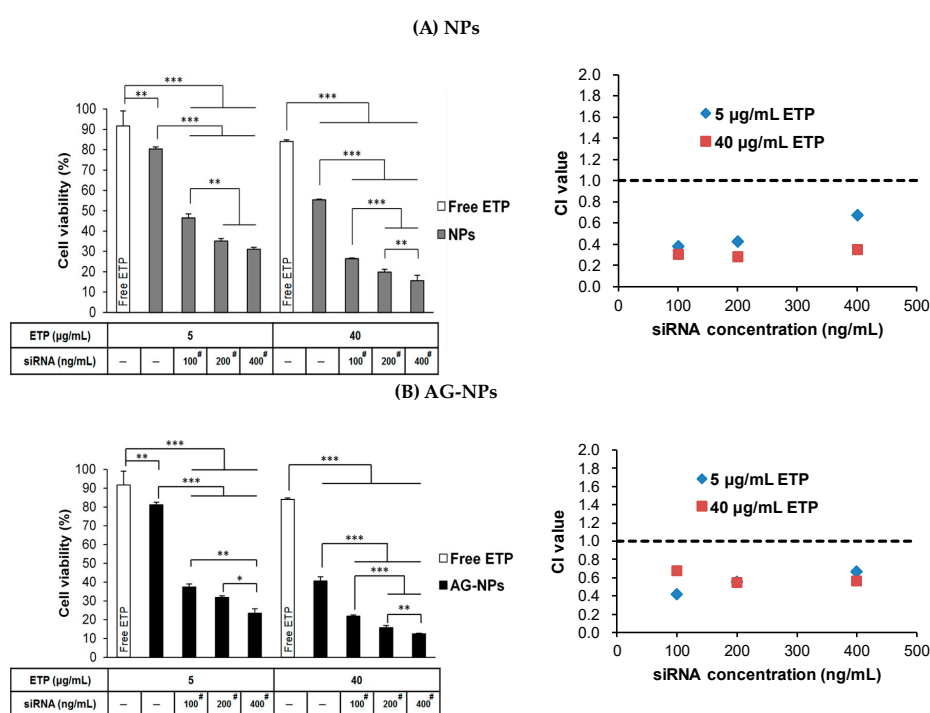 (A) NPs
***
**
***
**
***
***
***
**
100
90
80
70
60
50
40
30
20
10
0
Cell viability (%)
Free ETP
Free ETP
Free ETP
NPs
ETP (µg/mL) 5 40
siRNA (ng/mL) – – 100# 200# 400# – – 100# 200# 400#
2.0
1.8
1.6
1.4
1.2
1.0
0.8
0.6
0.4
0.2
0.0
CI value
5 µg/mL ETP
40 µg/mL ETP
0 100 200 300 400 500
siRNA concentration (ng/mL)
(B) AG-NPs
***
**
***
**
*
***
***
***
**
100
90
80
70
60
50
40
30
20
10
0
Cell viability (%)
Free ETP
Free ETP
Free ETP
AG-NPs
ETP (µg/mL) 5 40
siRNA (ng/mL) – – 100# 200# 400# – – 100# 200# 400#
2.0
1.8
1.6
1.4
1.2
1.0
0.8
0.6
0.4
0.2
0.0
CI value
5 µg/mL ETP
40 µg/mL ETP
0 100 200 300 400 500
siRNA concentration (ng/mL)